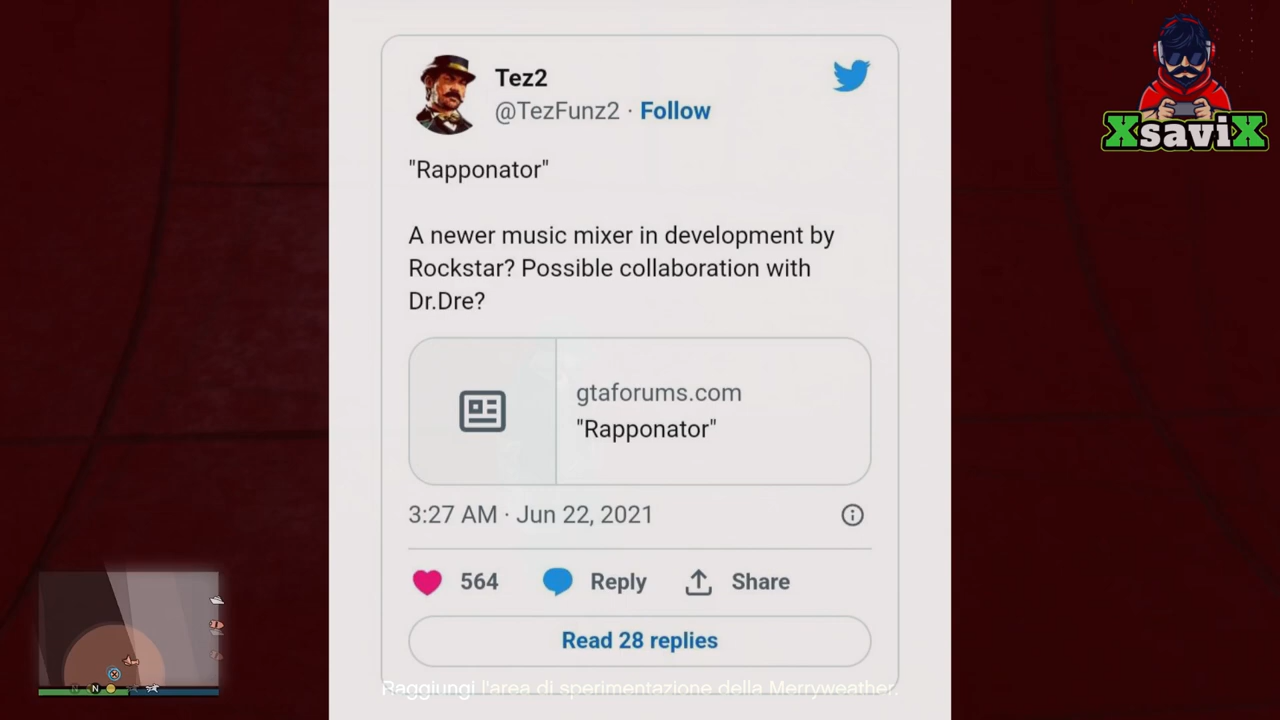 Tez2
@TezFunz2 · Follow
XsaviX
"Rapponator"
A newer music mixer in development by
Rockstar? Possible collaboration with
Dr.Dre?
gtaforums.com
"Rapponator"
3:27 AM · Jun 22, 2021
564 Reply Share
Read 28 replies
N
Raggiungi l'area di sperimentazione della Merryweather.